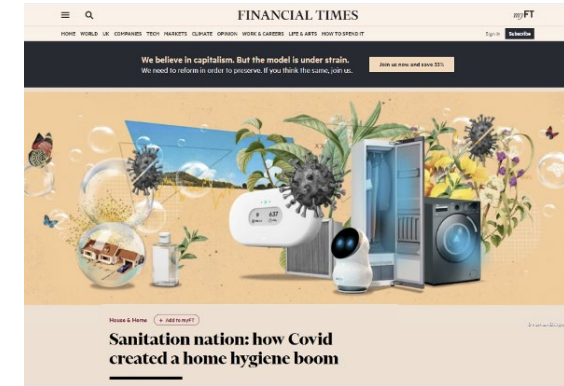 FINANCIAL TIMES
myFT
HOME WORLD UK COMPANIES TECH MARKETS CLIMATE OPINION WORK & CAREERS LIFE & ARTS HOW TO SPEND IT
Sign In Subscribe
We believe in capitalism. But the model is under strain.
We need to reform in order to preserve. If you think the same, join us.
Join us now and save 33%
House & Home + Add to myFT
Sanitation nation: how Covid
created a home hygiene boom